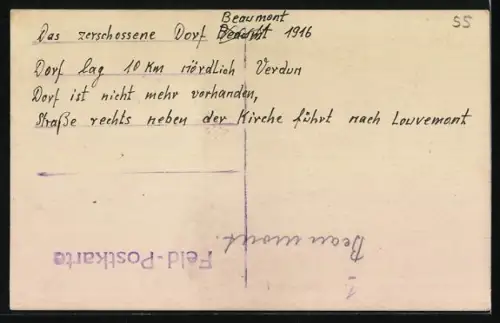 Beaumont
Das zerschossene Dorf 1916
55
Dorf lag 10 Km nördlich Verdun
Dorf ist nicht mehr vorhanden,
Straße rechts neben der Kirche führt nach Louvemont
Beaumont.
Feld-Postkarte